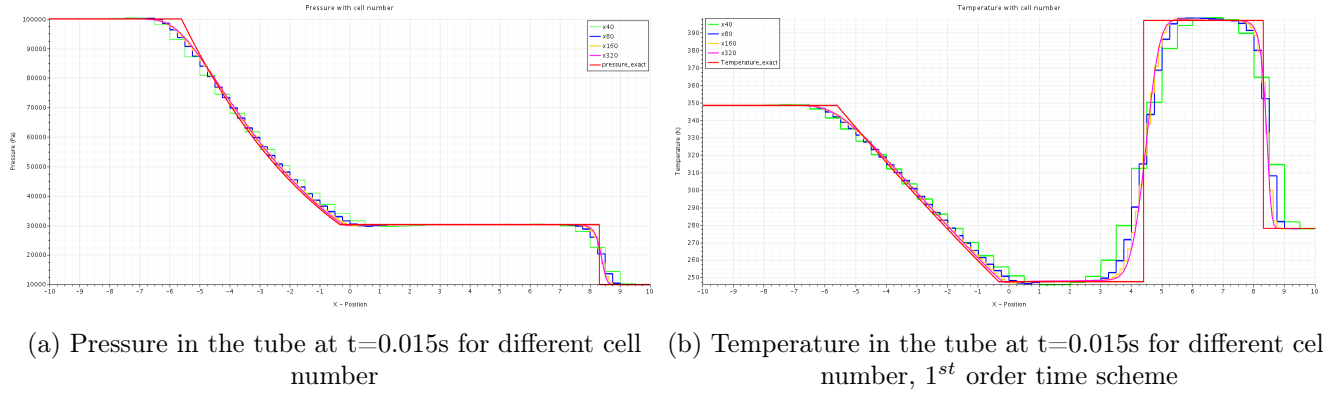 Pressure with cell number
Pressure (Pa)
100000
90000
80000
70000
60000
50000
40000
30000
20000
10000
-10 -9 -8 -7 -6 -5 -4 -3 -2 -1 0 1 2 3 4 5 6 7 8 9 10
X - Position
x40
x80
x160
x320
pressure_exact
Temperature with cell number
Temperature (K)
390
380
370
360
350
340
330
320
310
300
290
280
270
260
250
-10 -9 -8 -7 -6 -5 -4 -3 -2 -1 0 1 2 3 4 5 6 7 8 9 10
X - Position
x40
x80
x160
x320
Temperature_exact
(a) Pressure in the tube at t=0.015s for different cell
number
(b) Temperature in the tube at t=0.015s for different cel
number, 1st order time scheme